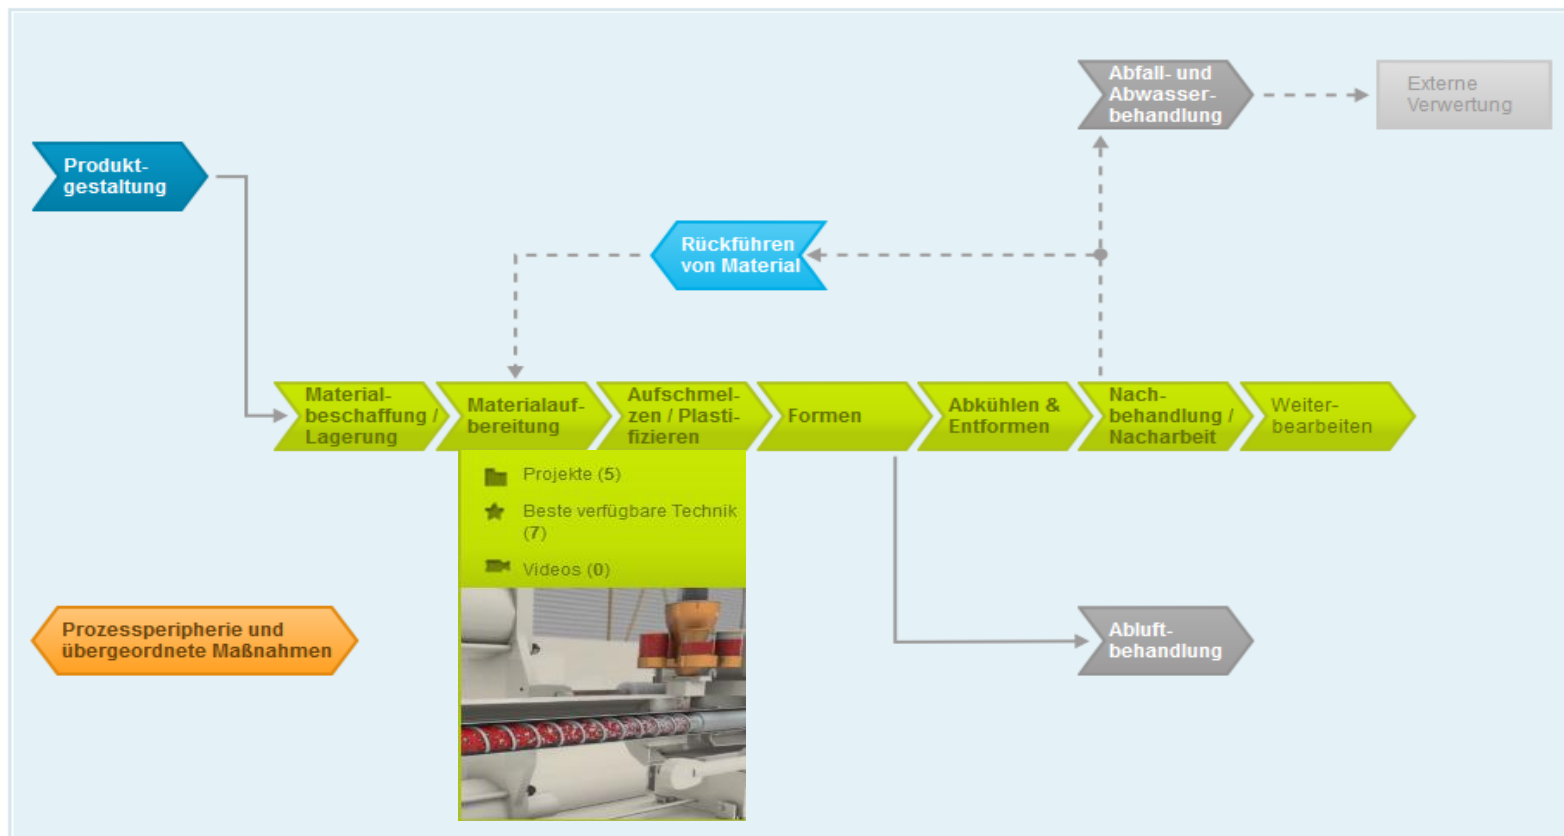 Abfall- und
Abwasser-
behandlung
Externe
Verwertung
Produkt-
gestaltung
Rückführen
von Material
Material-
beschaffung /
Lagerung
Materialauf-
bereitung
Aufschmel-
zen / Plasti-
fizieren
Formen
Abkühlen &
Entformen
Nach-
behandlung /
Nacharbeit
Weiter-
bearbeiten
Projekte (5)
Beste verfügbare Technik
(7)
Videos (0)
Prozessperipherie und
übergeordnete Maßnahmen
Abluft-
behandlung